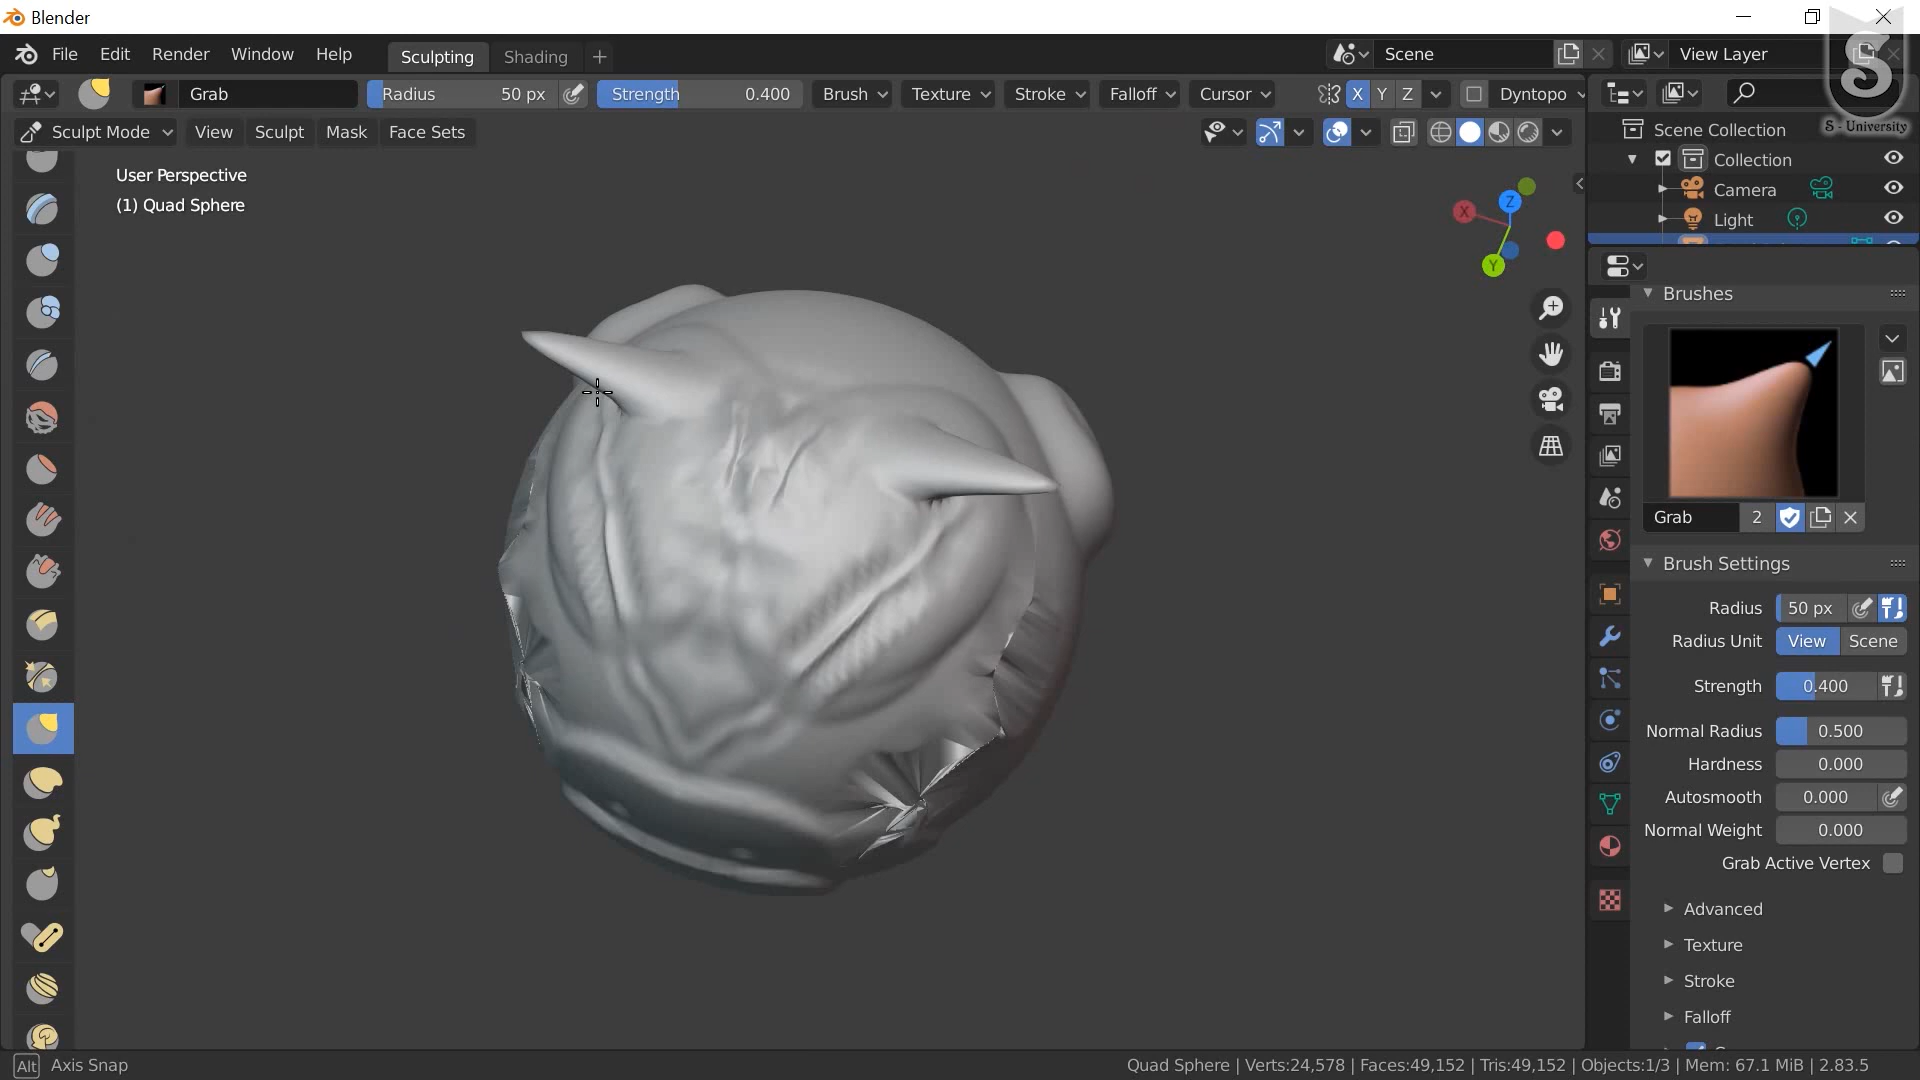 Blender
File Edit Render Window Help Sculpting Shading + Scene View Layer
Grab Radius 50 px Strength 0.400 Brush Texture Stroke Falloff Cursor X Y Z Dyntopo
S
S - University
Sculpt Mode View Sculpt Mask Face Sets
Scene Collection
Collection
Camera
Light
User Perspective
(1) Quad Sphere
X
Z
Y
Brushes
Grab 2
Brush Settings
Radius 50 px
Radius Unit View Scene
Strength 0.400
Normal Radius 0.500
Hardness 0.000
Autosmooth 0.000
Normal Weight 0.000
Grab Active Vertex
Advanced
Texture
Stroke
Falloff
Alt Axis Snap
Quad Sphere | Verts:24,578 | Faces:49,152 | Tris:49,152 | Objects:1/3 | Mem: 67.1 MiB | 2.83.5